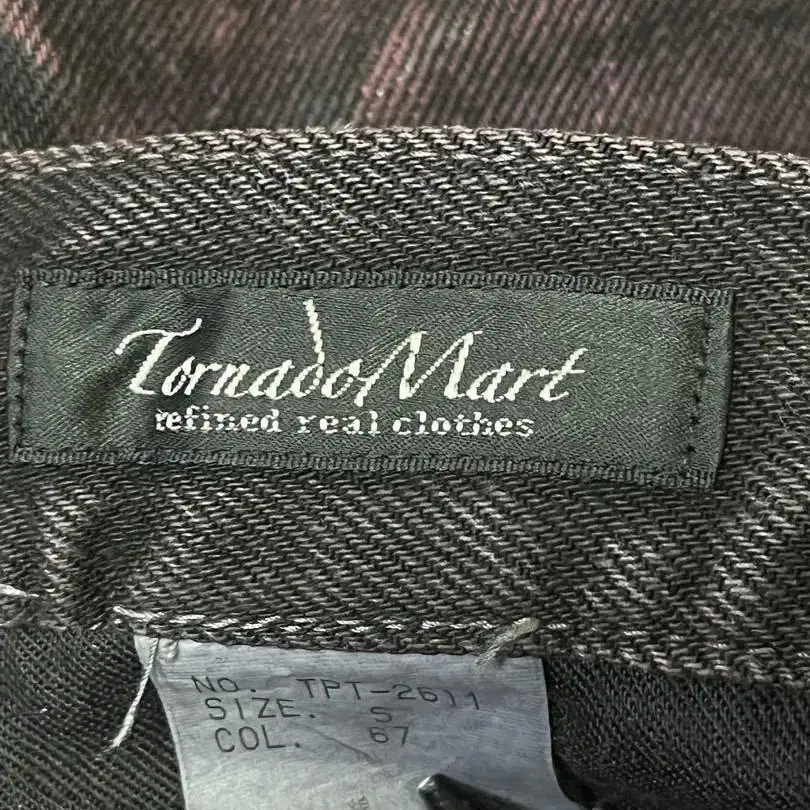 Tornado Mart
refined real clothes
NO. TPT-2611
SIZE. S
COL. 67